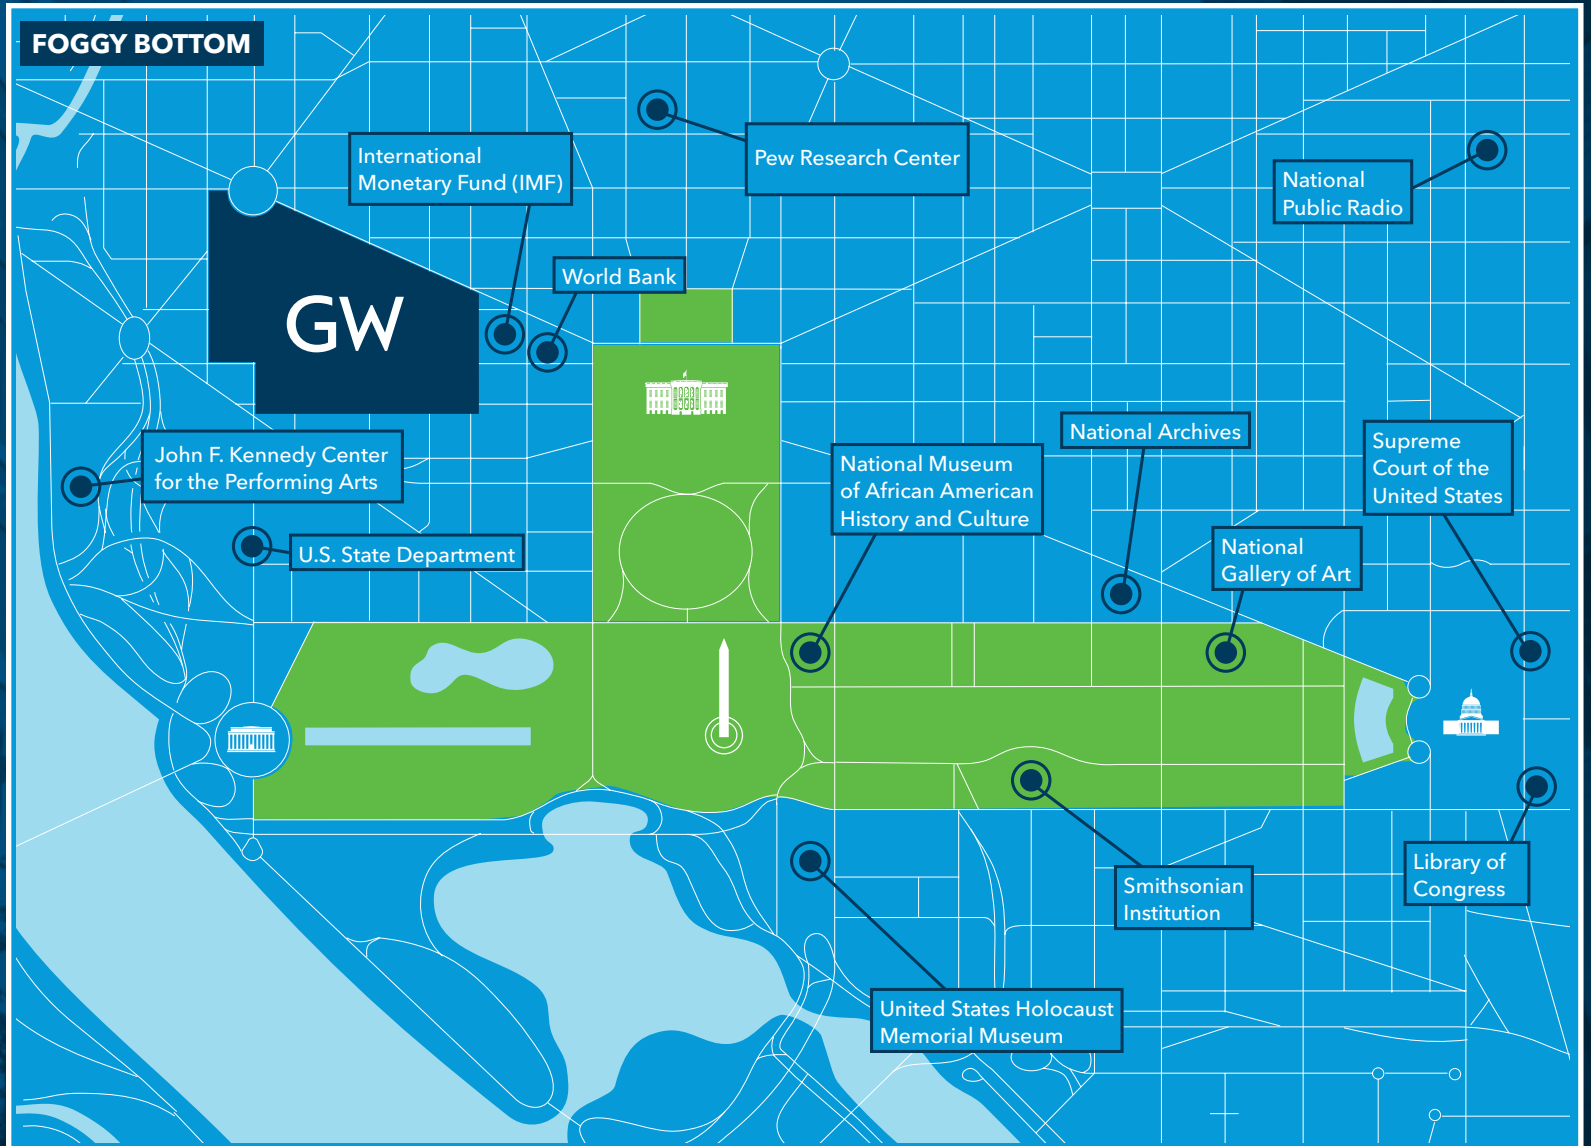 FOGGY BOTTOM
International
Monetary Fund (IMF)
Pew Research Center
National
Public Radio
World Bank
GW
John F. Kennedy Center
for the Performing Arts
U.S. State Department
National Museum
of African American
History and Culture
National Archives
Supreme
Court of the
United States
National
Gallery of Art
Smithsonian
Institution
Library of
Congress
United States Holocaust
Memorial Museum